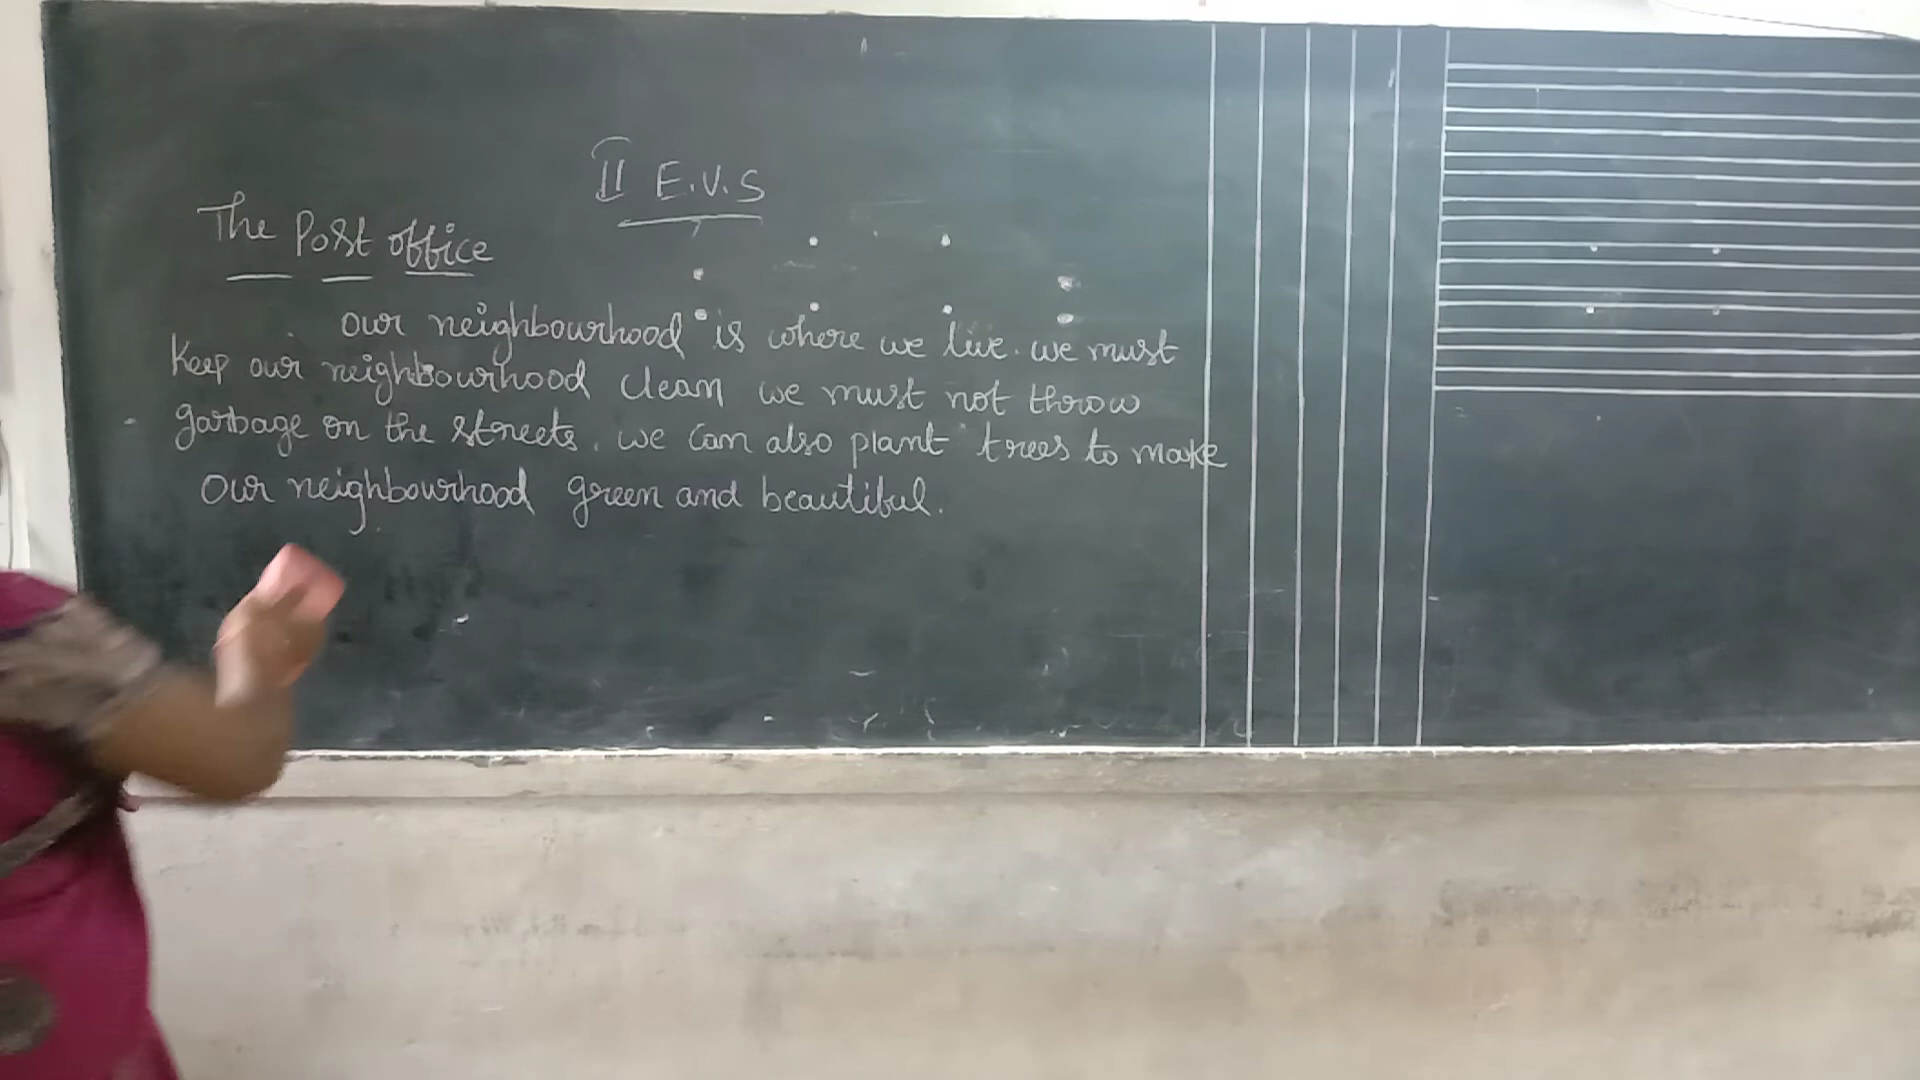 II E.V.S
The Post office
our neighbourhood is where we live. we must
Keep our neighbourhood clean we must not throw
garbage on the streets. we can also plant trees to make
our neighbourhood green and beautiful.